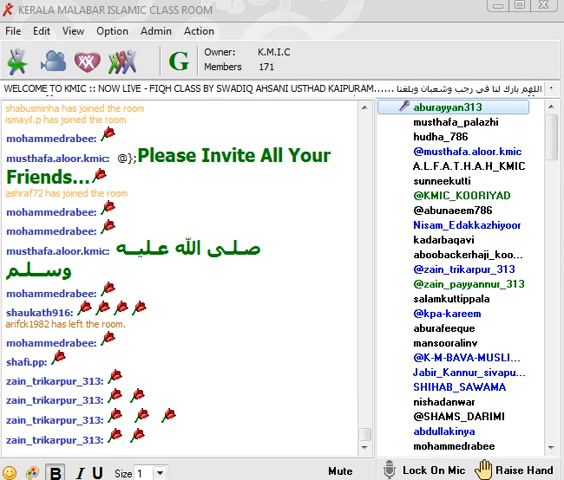 KERALA MALABAR ISLAMIC CLASS ROOM
File Edit View Option Admin Action
G Owner: K.M.I.C
Members 171
WELCOME TO KMIC :: NOW LIVE - FIQH CLASS BY SWADIQ AHSANI USTHAD KAIPURAM...... اللهم بارك لنا في رجب وشعبان وبلغنا
shabusminha has joined the room
ismayil.p has joined the room
mohammedrabee:
musthafa.aloor.kmic: @};Please Invite All Your
Friends...
ashraf72 has joined the room
mohammedrabee:
mohammedrabee:
musthafa.aloor.kmic: صلى الله عليه
وسلم
mohammedrabee:
shaukath916:
arifck1982 has left the room.
mohammedrabee:
shafi.pp:
zain_trikarpur_313:
zain_trikarpur_313:
zain_trikarpur_313:
zain_trikarpur_313:
B I U Size 1 Mute
aburayyan313
musthafa_palazhi
hudha_786
@musthafa.aloor.kmic
A.L.F.A.T.H.A.H_KMIC
sunneekutti
@KMIC_KOORIYAD
@abunaeem786
Nisam_Edakkazhiyoor
kadarbaqavi
aboobackerhaji_koo...
@zain_trikarpur_313
@zain_payyannur_313
salamkuttippala
@kpa-kareem
aburafeeque
mansooralinv
@K-M-BAVA-MUSLI...
Jabir_Kannur_sivapu...
SHIHAB_SAWAMA
nishadanwar
@SHAMS_DARIMI
abdullakinya
mohammedrabee
Lock On Mic Raise Hand